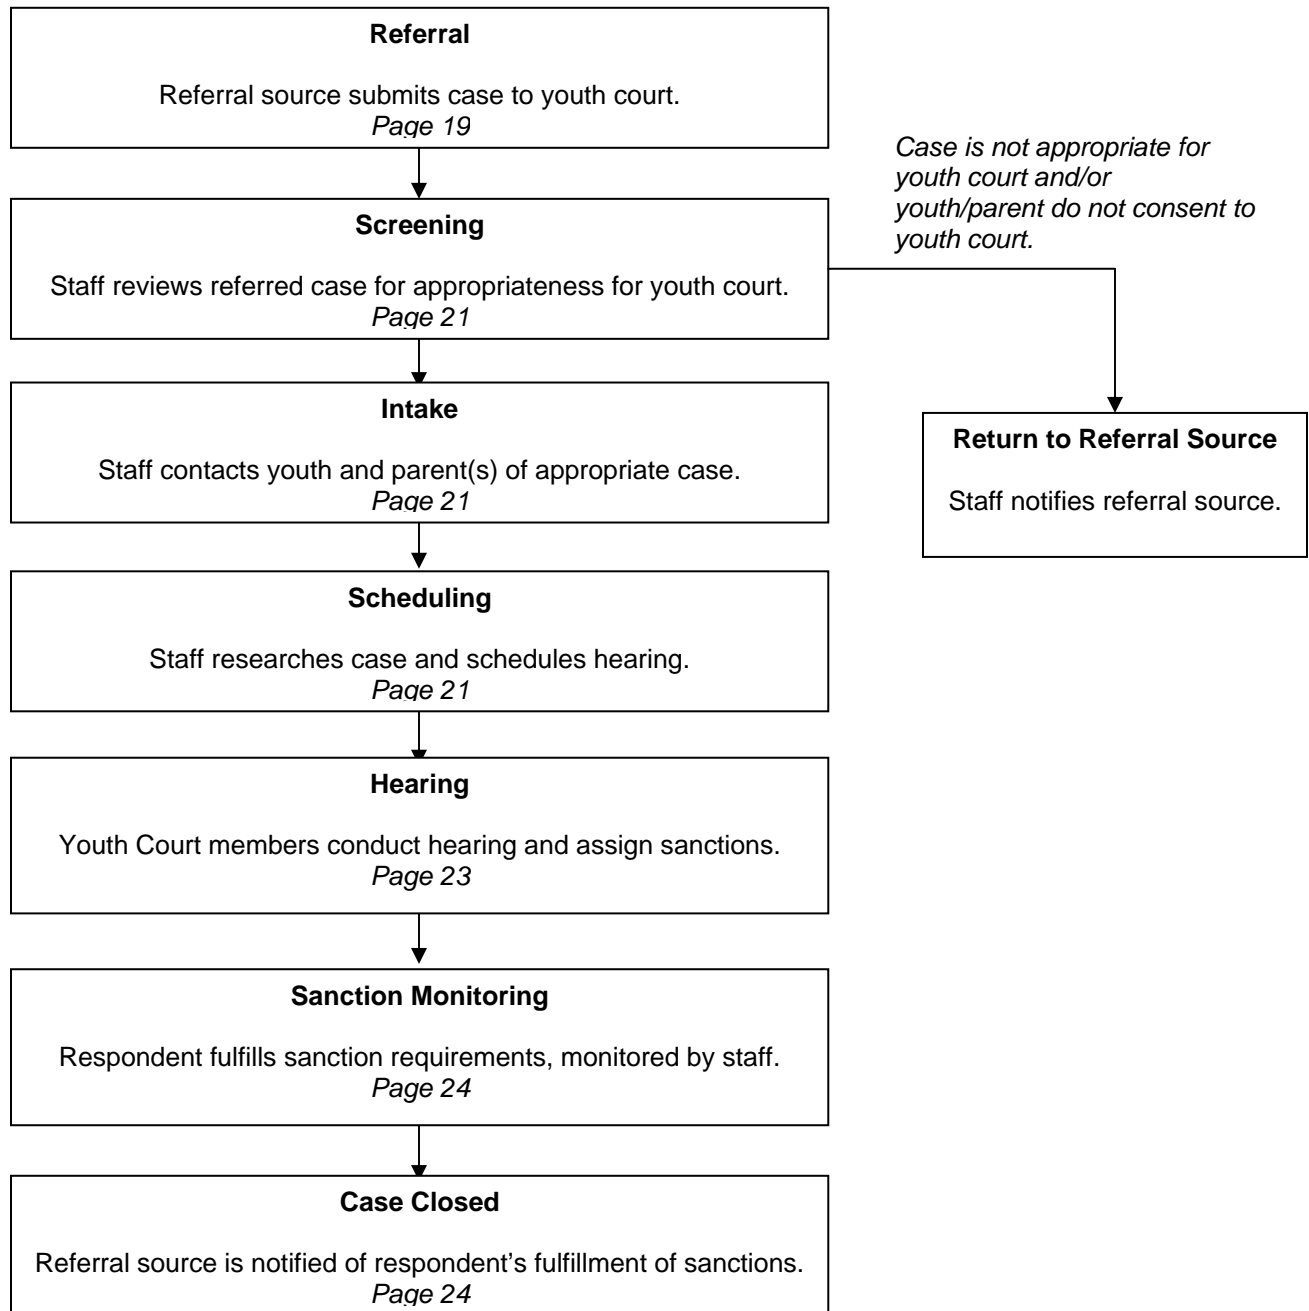 Referral
Referral source submits case to youth court.
Page 19
Case is not appropriate for
youth court and/or
youth/parent do not consent to
youth court.
Screening
Staff reviews referred case for appropriateness for youth court.
Page 21
Intake
Staff contacts youth and parent(s) of appropriate case.
Page 21
Return to Referral Source
Staff notifies referral source.
Scheduling
Staff researches case and schedules hearing.
Page 21
Hearing
Youth Court members conduct hearing and assign sanctions.
Page 23
Sanction Monitoring
Respondent fulfills sanction requirements, monitored by staff.
Page 24
Case Closed
Referral source is notified of respondent’s fulfillment of sanctions.
Page 24